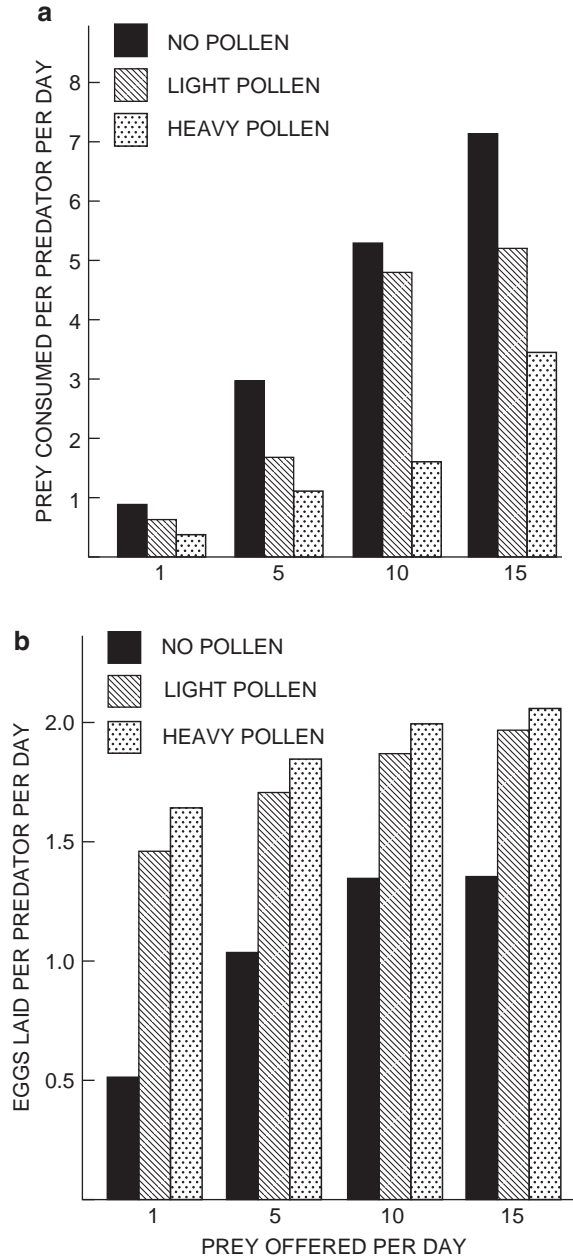 a
NO POLLEN
LIGHT POLLEN
HEAVY POLLEN
PREY CONSUMED PER PREDATOR PER DAY
8
7
6
5
4
3
2
1
1 5 10 15
b
NO POLLEN
LIGHT POLLEN
HEAVY POLLEN
EGGS LAID PER PREDATOR PER DAY
2.0
1.5
1.0
0.5
1 5 10 15
PREY OFFERED PER DAY